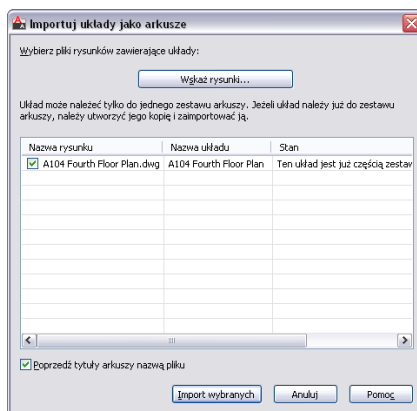 Importuj układy jako arkusze
Wybierz pliki rysunków zawierające układy:
Wskaż rysunki...
Układ może należeć tylko do jednego zestawu arkuszy. Jeżeli układ należy już do zestawu
arkuszy, należy utworzyć jego kopię i zaimportować ją.
Nazwa rysunku Nazwa układu Stan
A104 Fourth Floor Plan.dwg A104 Fourth Floor Plan Ten układ jest już częścią zestaw
Poprzedź tytuły arkuszy nazwą pliku
Import wybranych Anuluj Pomoc